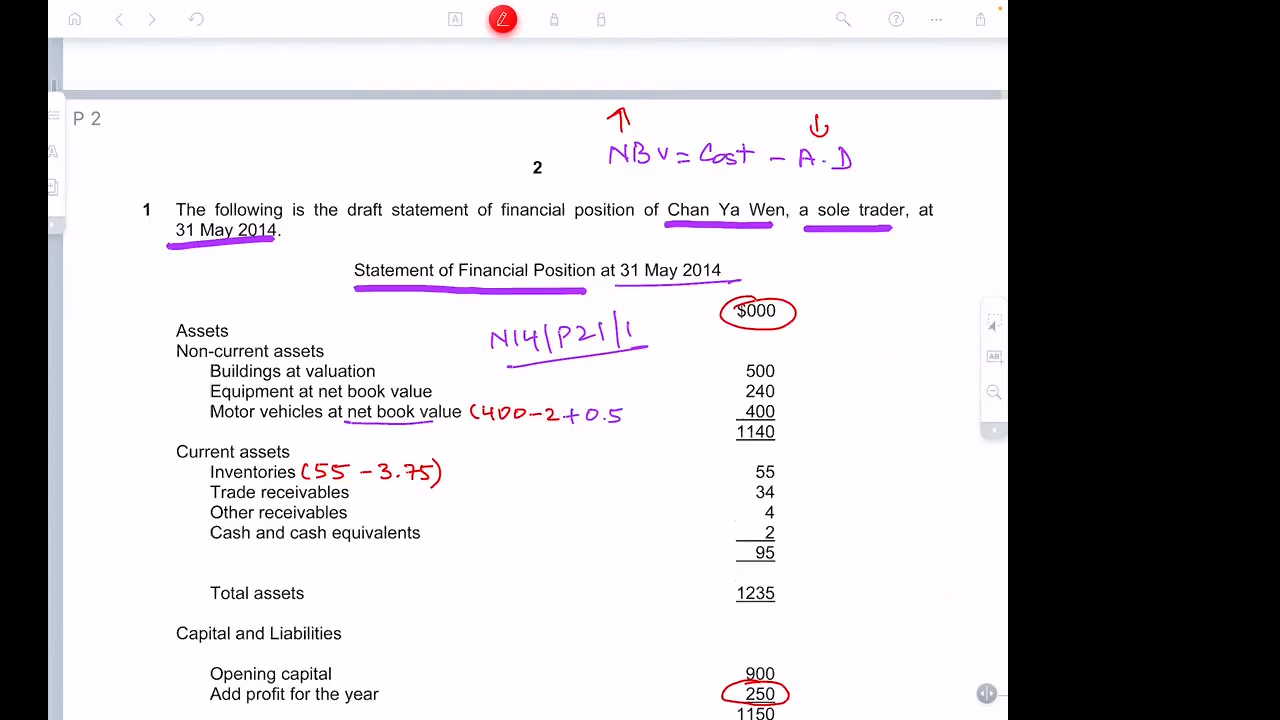 P 2
NBV = Cost - A.D
2
1 The following is the draft statement of financial position of Chan Ya Wen, a sole trader, at
31 May 2014.
Statement of Financial Position at 31 May 2014
$000
N14/P21/1
Assets
Non-current assets
Buildings at valuation 500
Equipment at net book value 240
Motor vehicles at net book value (400-2+0.5 400
1140
Current assets
Inventories (55 - 3.75) 55
Trade receivables 34
Other receivables 4
Cash and cash equivalents 2
95
Total assets 1235
Capital and Liabilities
Opening capital 900
Add profit for the year 250
1150